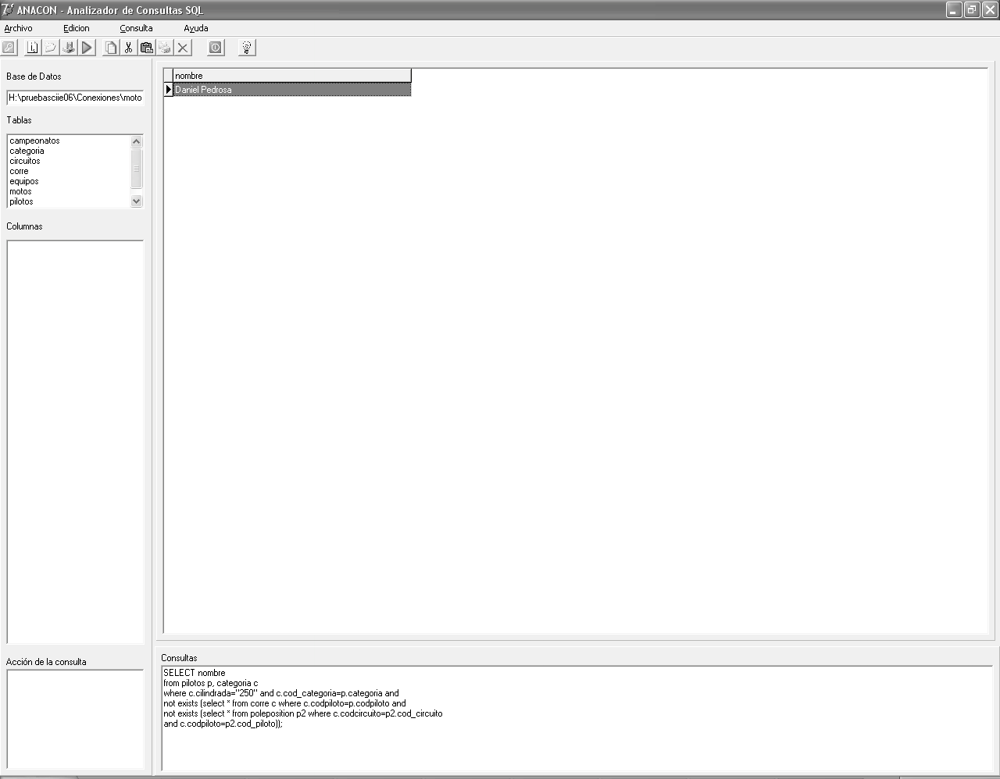 ANACON - Analizador de Consultas SQL
Archivo Edicion Consulta Ayuda
Base de Datos
H:\pruebasciie06\Conexiones\moto
Tablas
campeonatos
categoria
circuitos
corre
equipos
motos
pilotos
Columnas
Acción de la consulta
nombre
Daniel Pedrosa
Consultas
SELECT nombre
from pilotos p, categoria c
where c.cilindrada="250" and c.cod_categoria=p.categoria and
not exists (select * from corre c where c.codpiloto=p.codpiloto and
not exists (select * from poleposition p2 where c.codcircuito=p2.cod_circuito
and c.codpiloto=p2.cod_piloto));